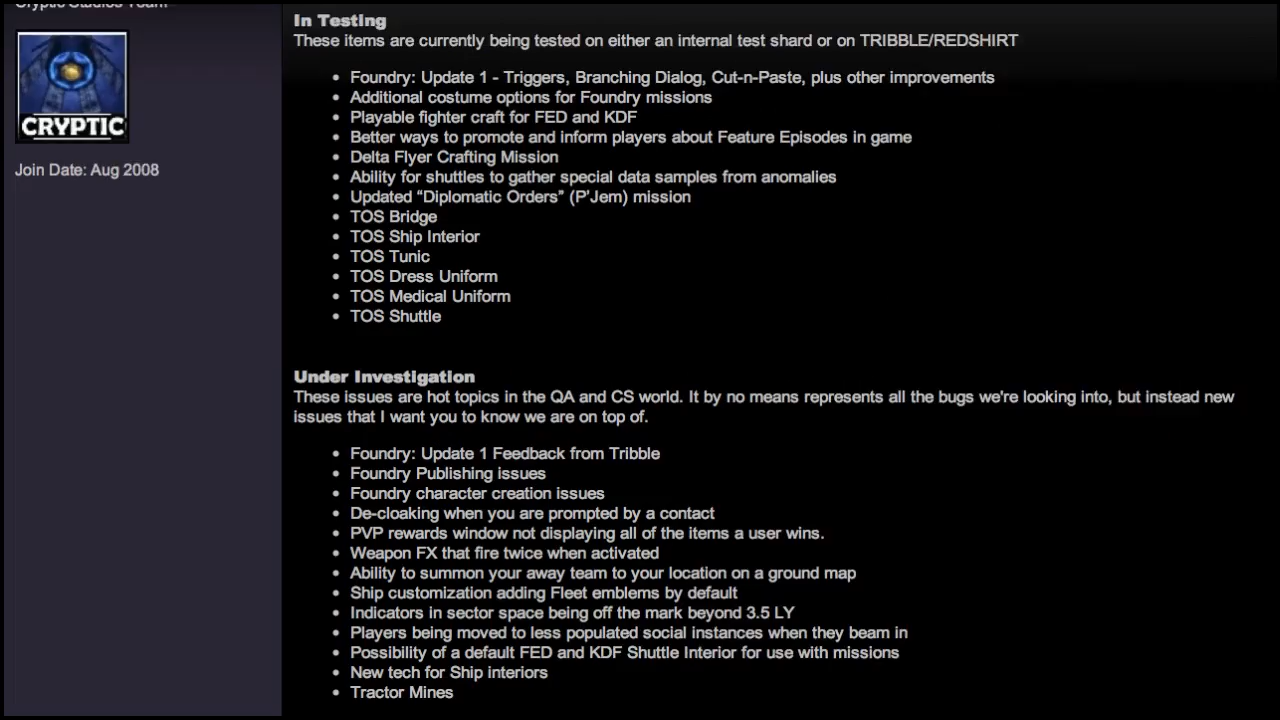 Cryptic Studios Team
CRYPTIC
Join Date: Aug 2008
In Testing
These items are currently being tested on either an internal test shard or on TRIBBLE/REDSHIRT
• Foundry: Update 1 - Triggers, Branching Dialog, Cut-n-Paste, plus other improvements
• Additional costume options for Foundry missions
• Playable fighter craft for FED and KDF
• Better ways to promote and inform players about Feature Episodes in game
• Delta Flyer Crafting Mission
• Ability for shuttles to gather special data samples from anomalies
• Updated “Diplomatic Orders” (P’Jem) mission
• TOS Bridge
• TOS Ship Interior
• TOS Tunic
• TOS Dress Uniform
• TOS Medical Uniform
• TOS Shuttle
Under Investigation
These issues are hot topics in the QA and CS world. It by no means represents all the bugs we're looking into, but instead new
issues that I want you to know we are on top of.
• Foundry: Update 1 Feedback from Tribble
• Foundry Publishing issues
• Foundry character creation issues
• De-cloaking when you are prompted by a contact
• PVP rewards window not displaying all of the items a user wins.
• Weapon FX that fire twice when activated
• Ability to summon your away team to your location on a ground map
• Ship customization adding Fleet emblems by default
• Indicators in sector space being off the mark beyond 3.5 LY
• Players being moved to less populated social instances when they beam in
• Possibility of a default FED and KDF Shuttle Interior for use with missions
• New tech for Ship interiors
• Tractor Mines